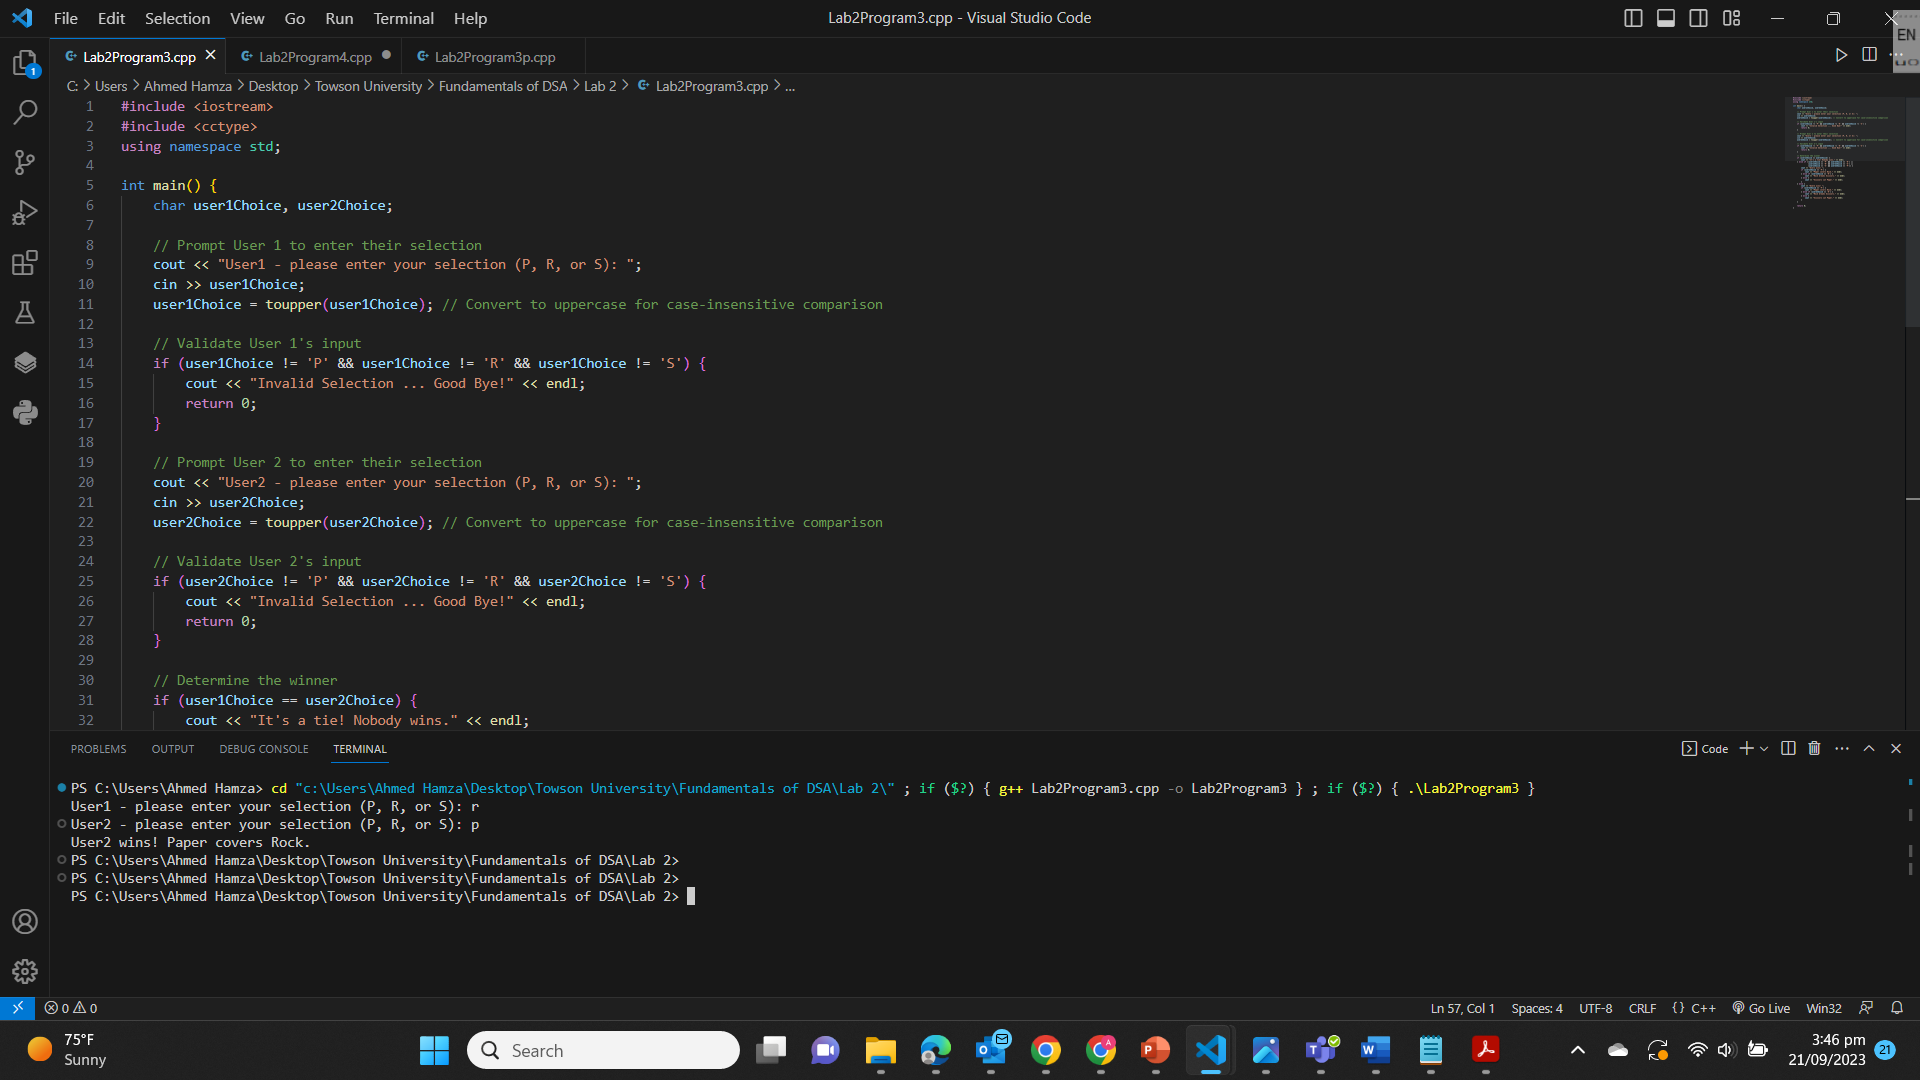 File Edit Selection View Go Run Terminal Help
Lab2Program3.cpp - Visual Studio Code
EN
Lab2Program3.cpp Lab2Program4.cpp Lab2Program3p.cpp
C: > Users > Ahmed Hamza > Desktop > Towson University > Fundamentals of DSA > Lab 2 > Lab2Program3.cpp > ...
1 #include <iostream>
2 #include <cctype>
3 using namespace std;
4
5 int main() {
6 char user1Choice, user2Choice;
7
8 // Prompt User 1 to enter their selection
9 cout << "User1 - please enter your selection (P, R, or S): ";
10 cin >> user1Choice;
11 user1Choice = toupper(user1Choice); // Convert to uppercase for case-insensitive comparison
12
13 // Validate User 1's input
14 if (user1Choice != 'P' && user1Choice != 'R' && user1Choice != 'S') {
15 cout << "Invalid Selection ... Good Bye!" << endl;
16 return 0;
17 }
18
19 // Prompt User 2 to enter their selection
20 cout << "User2 - please enter your selection (P, R, or S): ";
21 cin >> user2Choice;
22 user2Choice = toupper(user2Choice); // Convert to uppercase for case-insensitive comparison
23
24 // Validate User 2's input
25 if (user2Choice != 'P' && user2Choice != 'R' && user2Choice != 'S') {
26 cout << "Invalid Selection ... Good Bye!" << endl;
27 return 0;
28 }
29
30 // Determine the winner
31 if (user1Choice == user2Choice) {
32 cout << "It's a tie! Nobody wins." << endl;
PROBLEMS OUTPUT DEBUG CONSOLE TERMINAL
Code
PS C:\Users\Ahmed Hamza> cd "c:\Users\Ahmed Hamza\Desktop\Towson University\Fundamentals of DSA\Lab 2\" ; if ($?) { g++ Lab2Program3.cpp -o Lab2Program3 } ; if ($?) { .\Lab2Program3 }
User1 - please enter your selection (P, R, or S): r
User2 - please enter your selection (P, R, or S): p
User2 wins! Paper covers Rock.
PS C:\Users\Ahmed Hamza\Desktop\Towson University\Fundamentals of DSA\Lab 2>
PS C:\Users\Ahmed Hamza\Desktop\Towson University\Fundamentals of DSA\Lab 2>
PS C:\Users\Ahmed Hamza\Desktop\Towson University\Fundamentals of DSA\Lab 2>
0 0
Ln 57, Col 1 Spaces: 4 UTF-8 CRLF {} C++ Go Live Win32
75°F
Sunny
Search
3:46 pm
21/09/2023
21